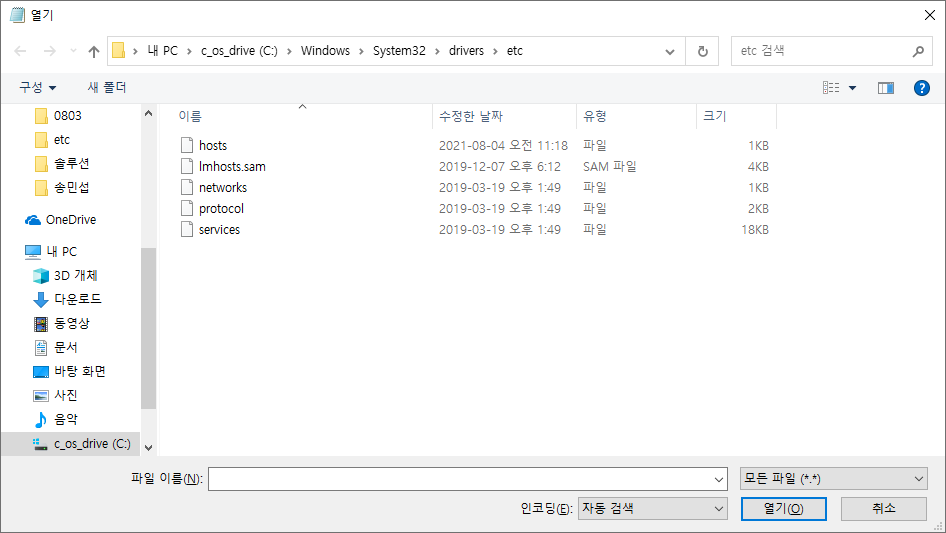 열기
내 PC > c_os_drive (C:) > Windows > System32 > drivers > etc
etc 검색
구성
새 폴더
0803
etc
솔루션
송민섭
OneDrive
내 PC
3D 개체
다운로드
동영상
문서
바탕 화면
사진
음악
c_os_drive (C:)
이름 수정한 날짜 유형 크기
hosts 2021-08-04 오전 11:18 파일 1KB
lmhosts.sam 2019-12-07 오후 6:12 SAM 파일 4KB
networks 2019-03-19 오후 1:49 파일 1KB
protocol 2019-03-19 오후 1:49 파일 2KB
services 2019-03-19 오후 1:49 파일 18KB
파일 이름(N):
모든 파일 (*.*)
인코딩(E): 자동 검색
열기(O)
취소